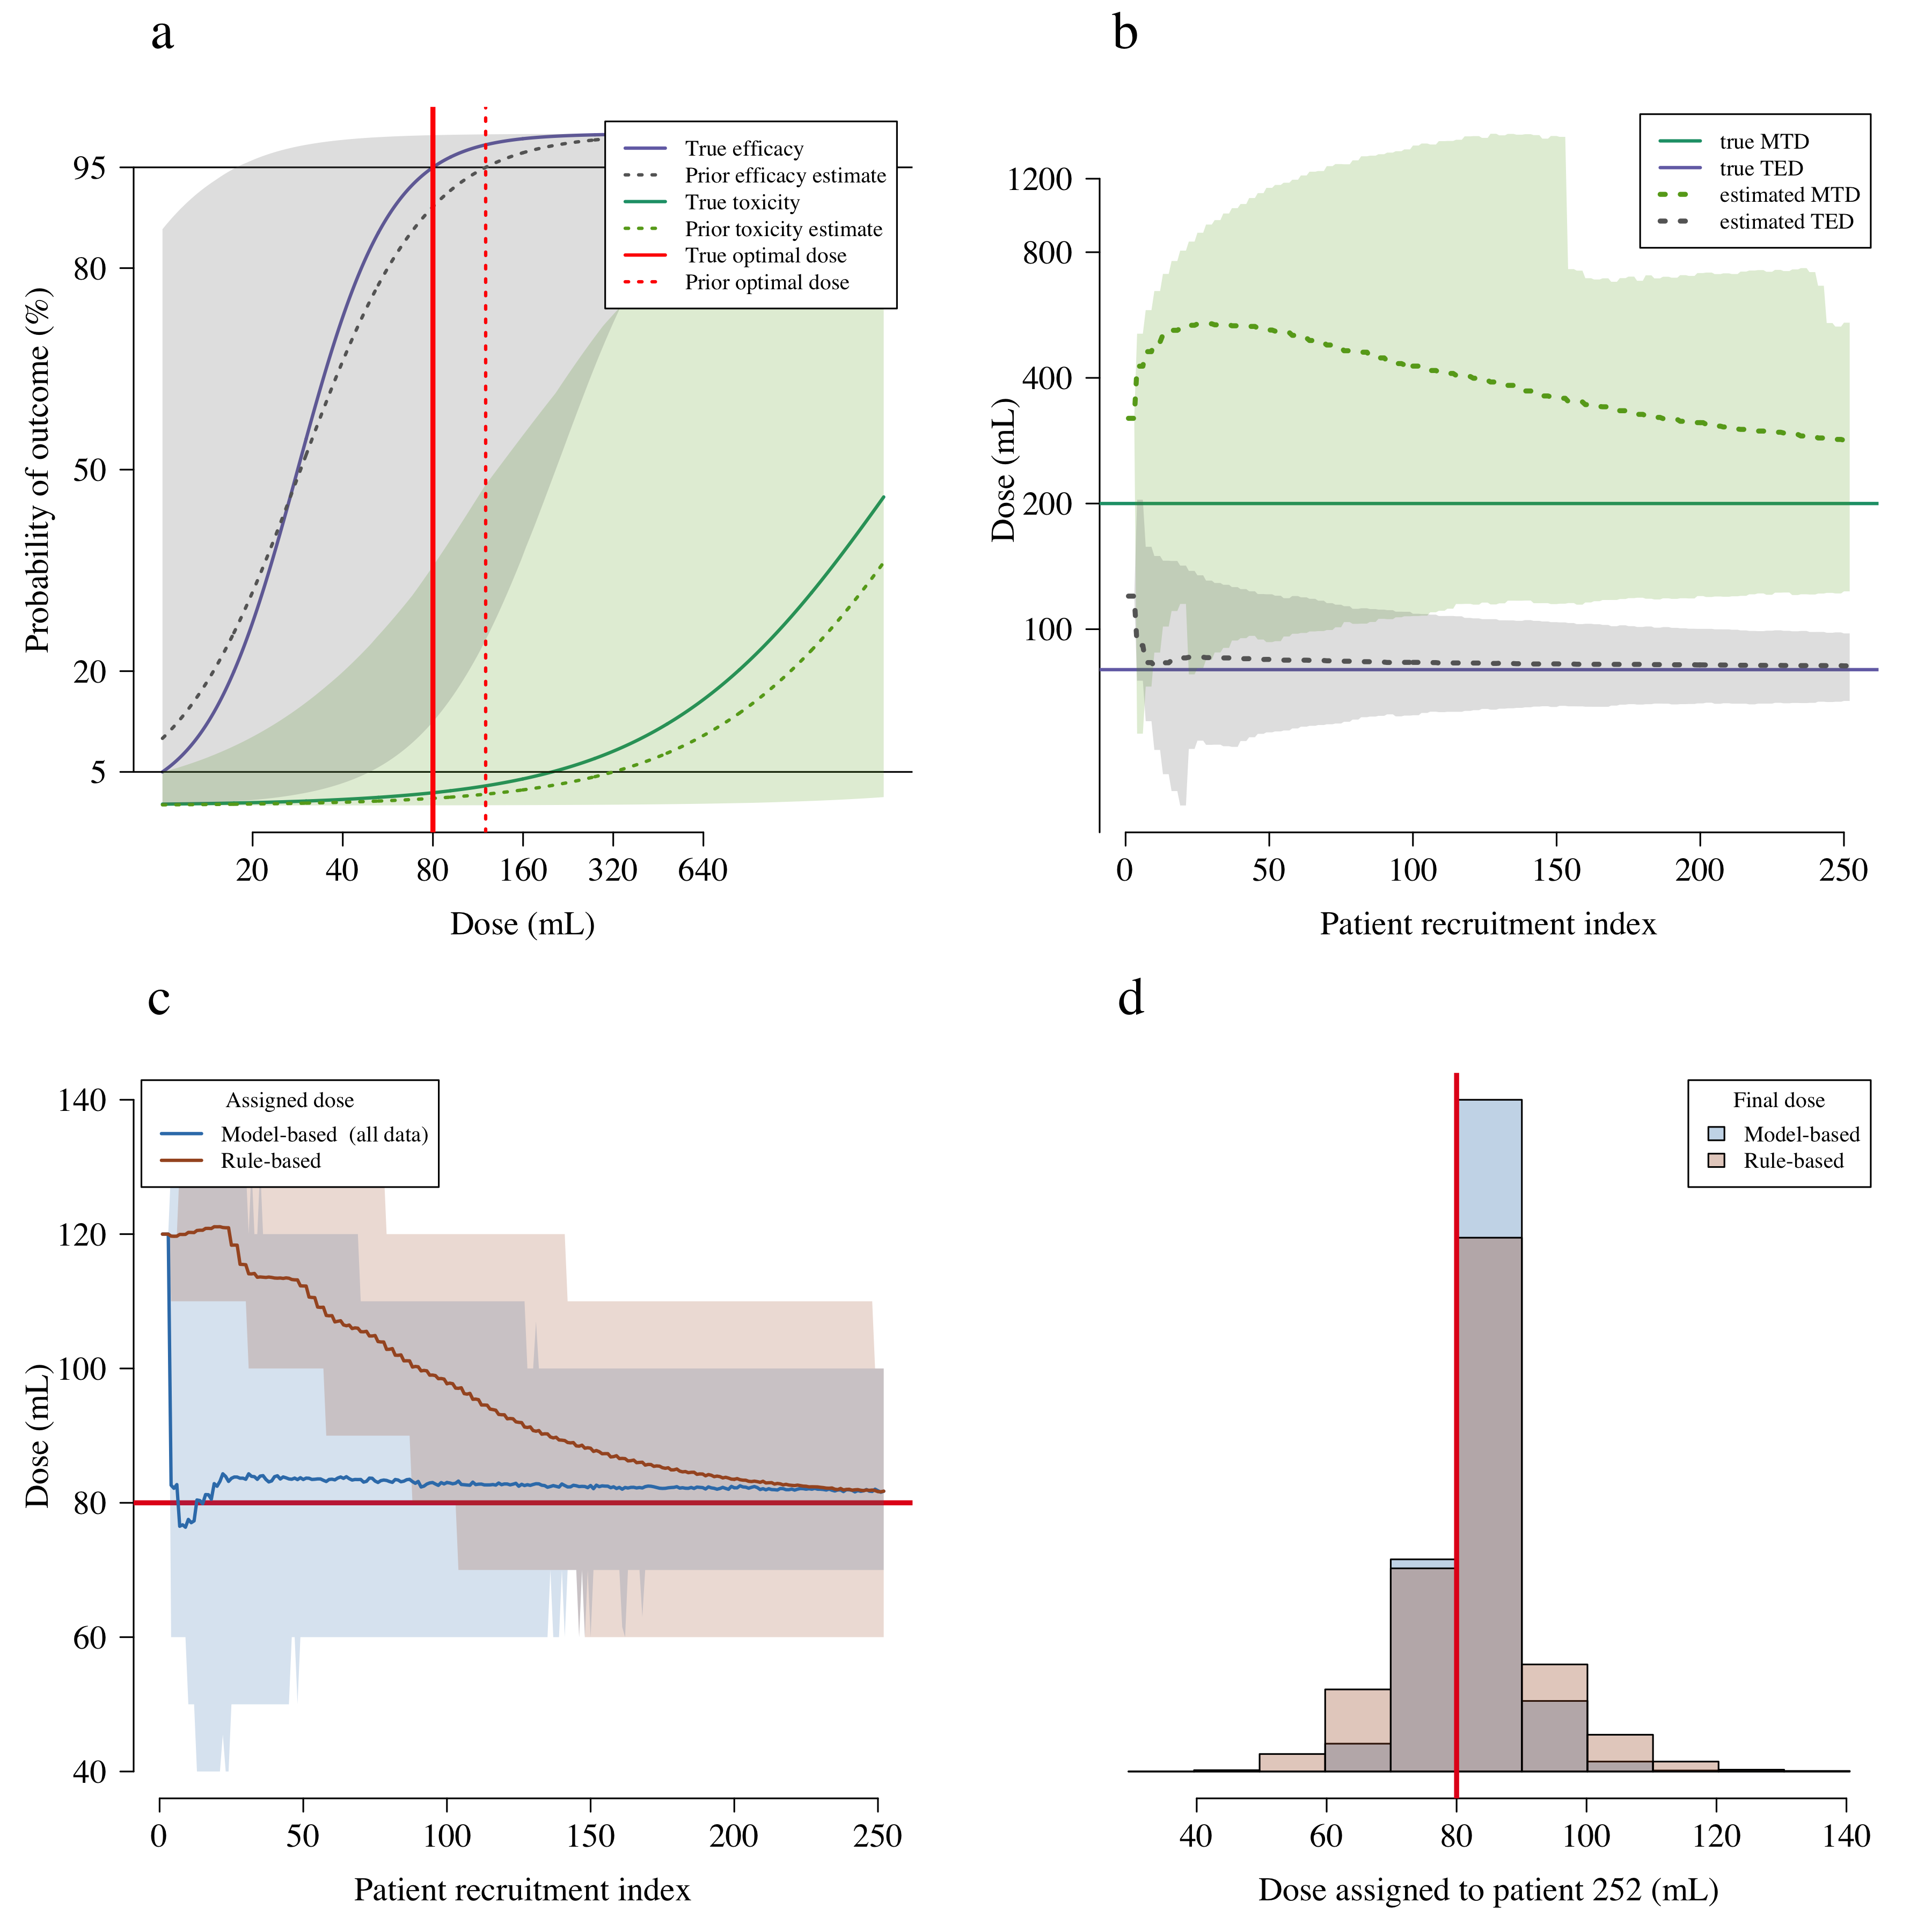 a
95
80
50
20
5
Probability of outcome (%)
20 40 80 160 320 640
Dose (mL)
True efficacy
Prior efficacy estimate
True toxicity
Prior toxicity estimate
True optimal dose
Prior optimal dose
b
1200
800
400
200
100
Dose (mL)
0 50 100 150 200 250
Patient recruitment index
true MTD
true TED
estimated MTD
estimated TED
c
140
120
100
80
60
40
Dose (mL)
0 50 100 150 200 250
Patient recruitment index
Assigned dose
Model-based (all data)
Rule-based
d
Final dose
Model-based
Rule-based
40 60 80 100 120 140
Dose assigned to patient 252 (mL)